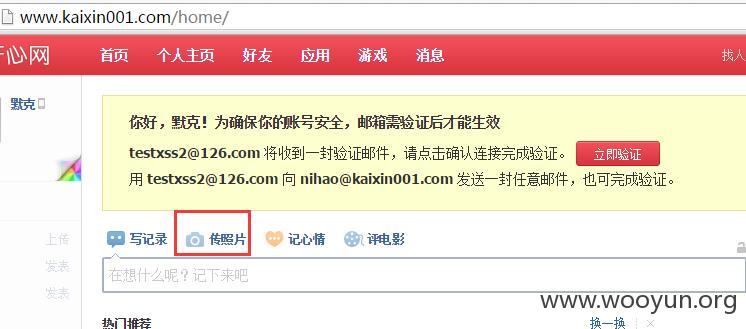 www.kaixin001.com/home/
开心网 首页 个人主页 好友 应用 游戏 消息 找人
默克
你好，默克！为确保你的账号安全，邮箱需验证后才能生效
testxss2@126.com 将收到一封验证邮件，请点击确认连接完成验证。 立即验证
用 testxss2@126.com 向 nihao@kaixin001.com 发送一封任意邮件，也可完成验证。
上传
发表
发表
写记录 传照片 记心情 评电影
在想什么呢？记下来吧
热门推荐 换一换
www.wooyun.org